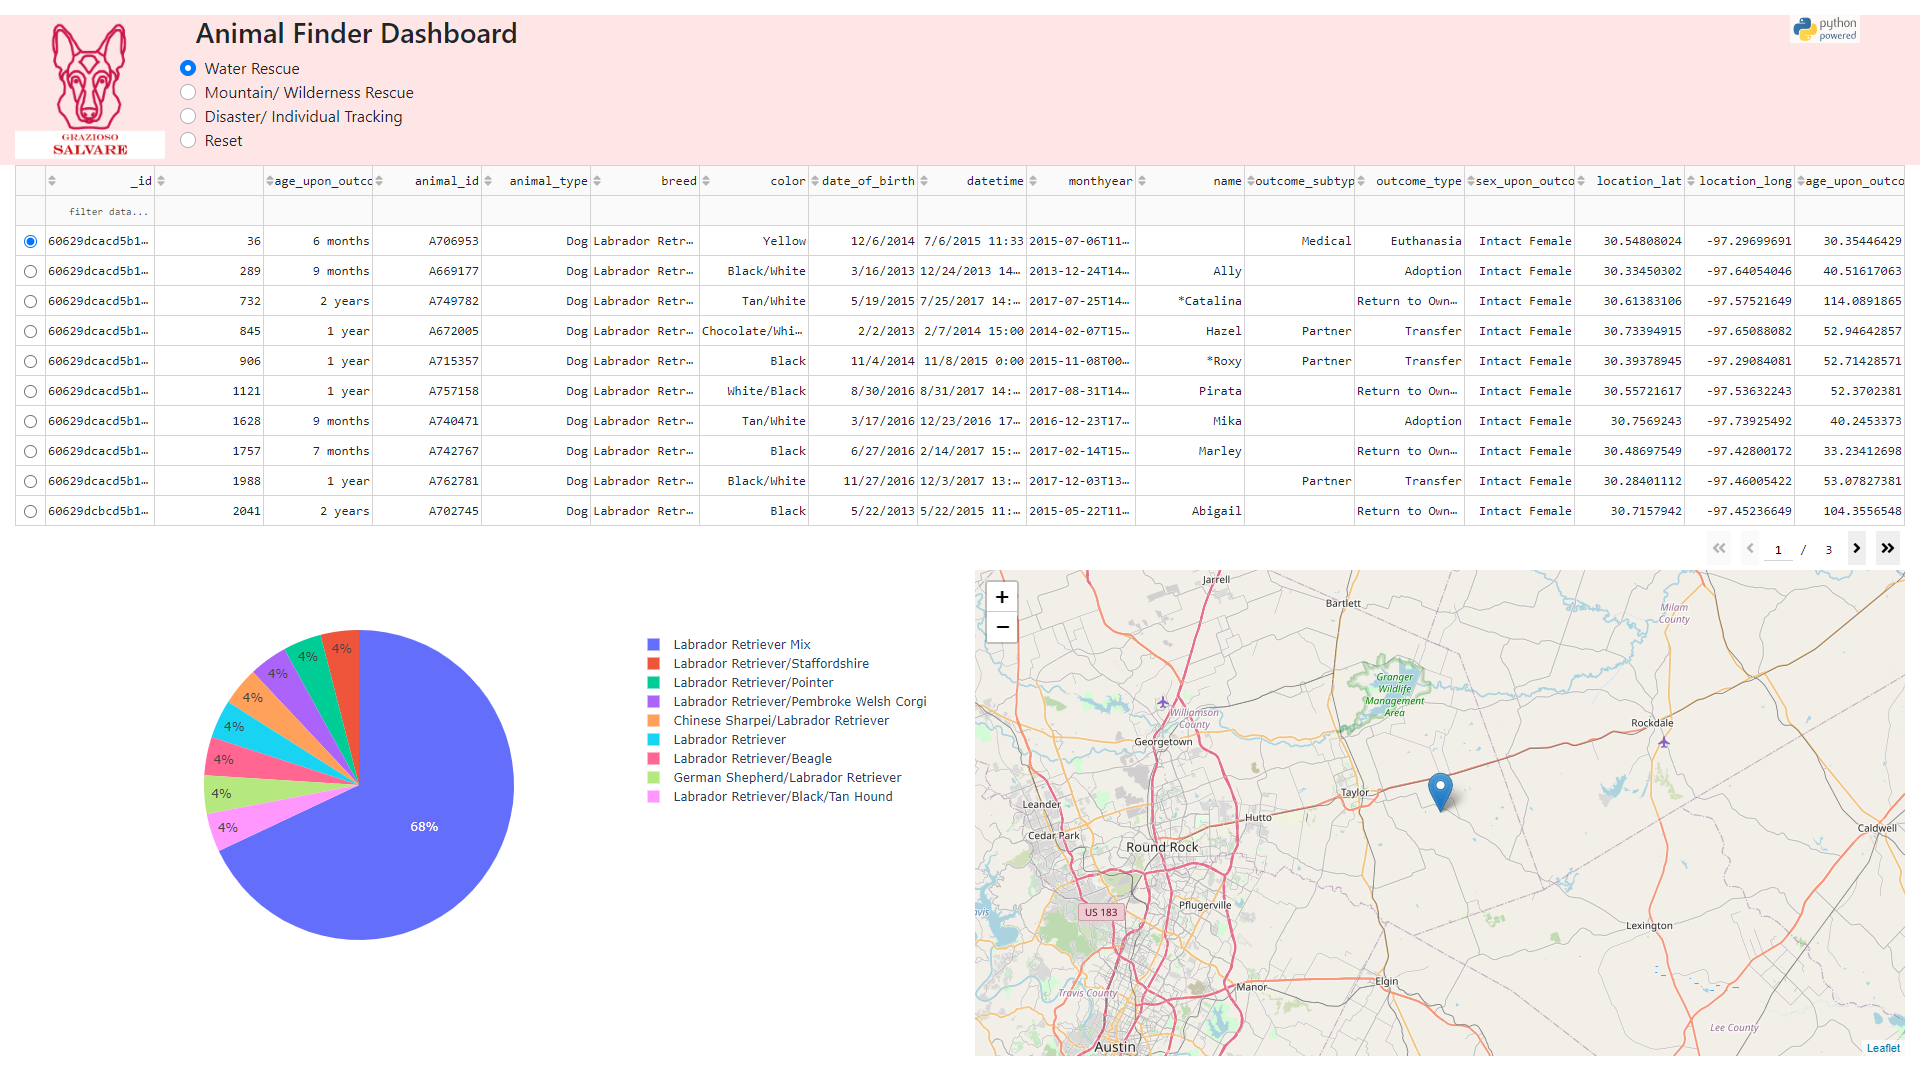 Animal Finder Dashboard
python
powered
Water Rescue
Mountain/ Wilderness Rescue
Disaster/ Individual Tracking
Reset
GRAZIOSO
SALVARE
_id age_upon_outco animal_id animal_type breed color date_of_birth datetime monthyear name outcome_subtyp outcome_type sex_upon_outco location_lat location_long age_upon_outco
filter data...
60629dcacd5b1… 36 6 months A706953 Dog Labrador Retr… Yellow 12/6/2014 7/6/2015 11:33 2015-07-06T11… Medical Euthanasia Intact Female 30.54808024 -97.29699691 30.35446429
60629dcacd5b1… 289 9 months A669177 Dog Labrador Retr… Black/White 3/16/2013 12/24/2013 14… 2013-12-24T14… Ally Adoption Intact Female 30.33450302 -97.64054046 40.51617063
60629dcacd5b1… 732 2 years A749782 Dog Labrador Retr… Tan/White 5/19/2015 7/25/2017 14:… 2017-07-25T14… *Catalina Return to Own… Intact Female 30.61383106 -97.57521649 114.0891865
60629dcacd5b1… 845 1 year A672005 Dog Labrador Retr… Chocolate/Whi… 2/2/2013 2/7/2014 15:00 2014-02-07T15… Hazel Partner Transfer Intact Female 30.73394915 -97.65088082 52.94642857
60629dcacd5b1… 906 1 year A715357 Dog Labrador Retr… Black 11/4/2014 11/8/2015 0:00 2015-11-08T00… *Roxy Partner Transfer Intact Female 30.39378945 -97.29084081 52.71428571
60629dcacd5b1… 1121 1 year A757158 Dog Labrador Retr… White/Black 8/30/2016 8/31/2017 14:… 2017-08-31T14… Pirata Return to Own… Intact Female 30.55721617 -97.53632243 52.3702381
60629dcacd5b1… 1628 9 months A740471 Dog Labrador Retr… Tan/White 3/17/2016 12/23/2016 17… 2016-12-23T17… Mika Adoption Intact Female 30.7569243 -97.73925492 40.2453373
60629dcacd5b1… 1757 7 months A742767 Dog Labrador Retr… Black 6/27/2016 2/14/2017 15:… 2017-02-14T15… Marley Return to Own… Intact Female 30.48697549 -97.42800172 33.23412698
60629dcacd5b1… 1988 1 year A762781 Dog Labrador Retr… Black/White 11/27/2016 12/3/2017 13:… 2017-12-03T13… Partner Transfer Intact Female 30.28401112 -97.46005422 53.07827381
60629dcbcd5b1… 2041 2 years A702745 Dog Labrador Retr… Black 5/22/2013 5/22/2015 11:… 2015-05-22T11… Abigail Return to Own… Intact Female 30.7157942 -97.45236649 104.3556548
1 / 3
4%
4%
4%
4%
4%
4%
4%
4%
68%
Labrador Retriever Mix
Labrador Retriever/Staffordshire
Labrador Retriever/Pointer
Labrador Retriever/Pembroke Welsh Corgi
Chinese Sharpei/Labrador Retriever
Labrador Retriever
Labrador Retriever/Beagle
German Shepherd/Labrador Retriever
Labrador Retriever/Black/Tan Hound
+
−
Jarrell
Bartlett
Milam
County
Granger
Wildlife
Management
Area
Williamson
County
Rockdale
Georgetown
Taylor
Leander
Hutto
Caldwell
Cedar Park
Round Rock
Pflugerville
US 183
avis
Lexington
Elgin
Manor
Travis County
Lee County
Austin
Leaflet